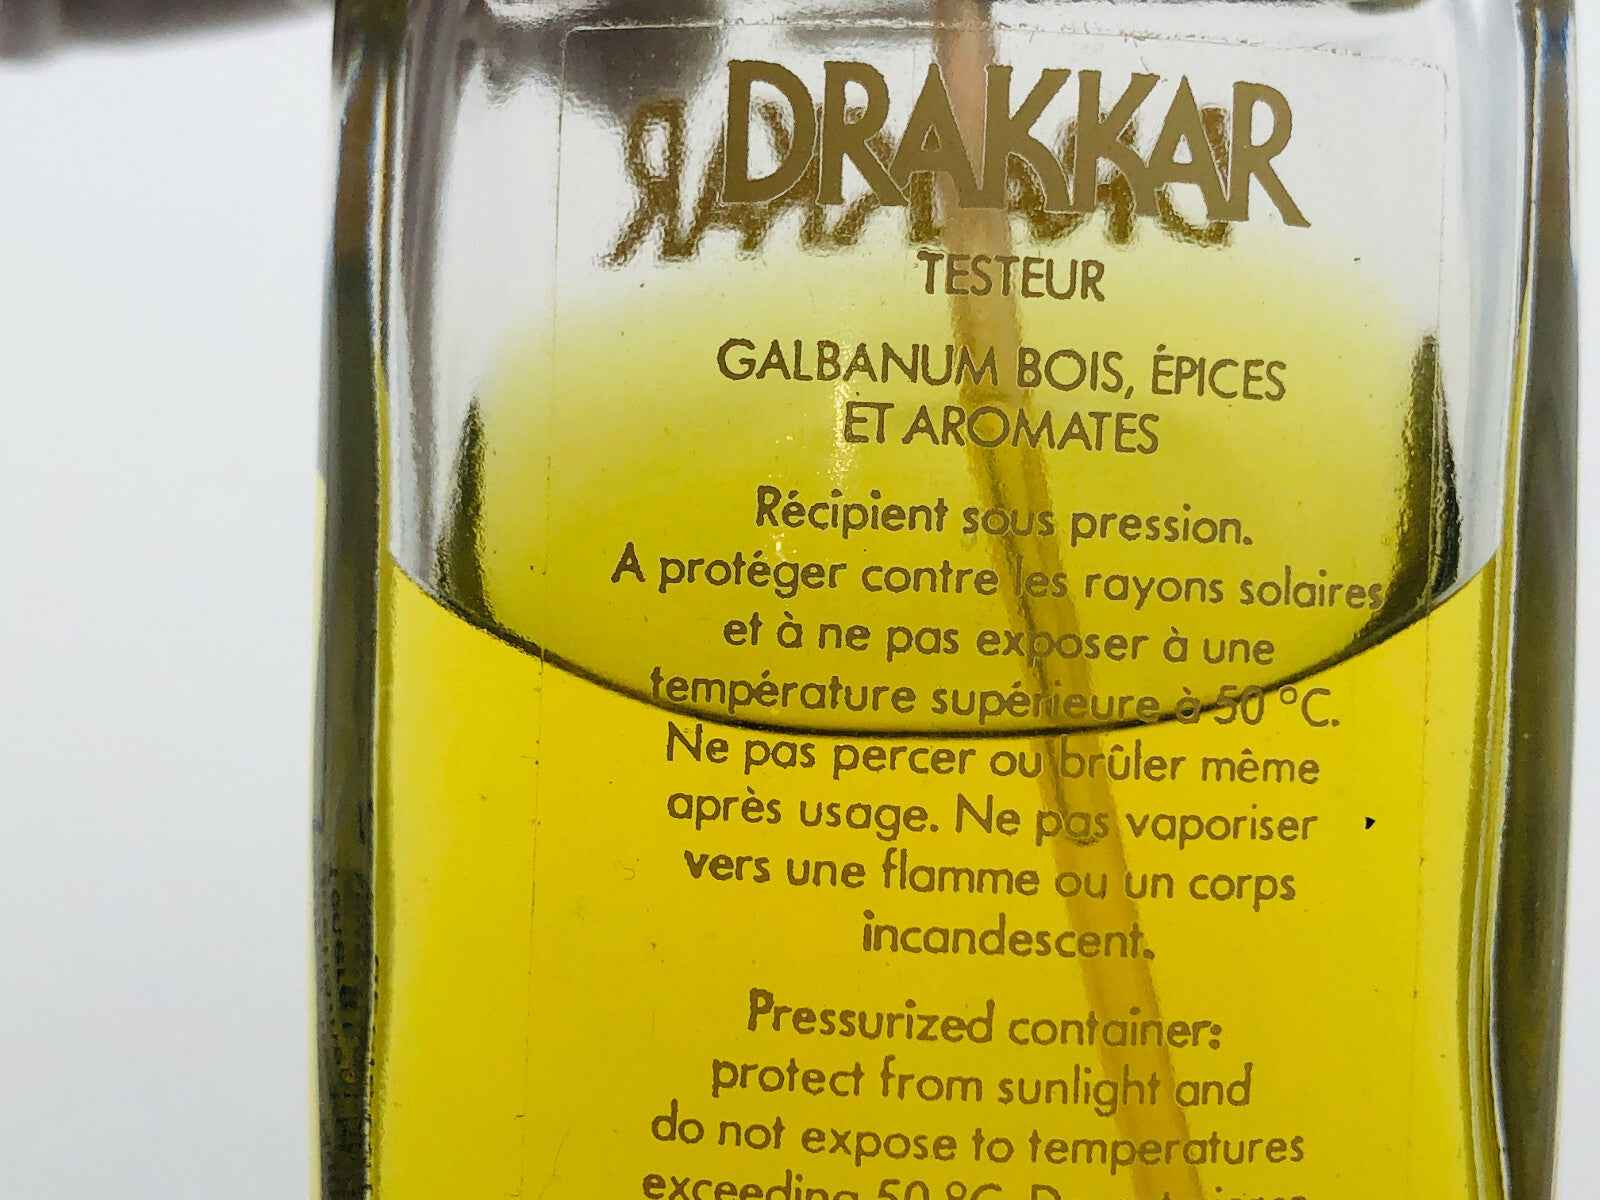 DRAKKAR
TESTEUR
GALBANUM BOIS, ÉPICES
ET AROMATES
Récipient sous pression.
A protéger contre les rayons solaires
et à ne pas exposer à une
température supérieure à 50 °C.
Ne pas percer ou brûler même
après usage. Ne pas vaporiser
vers une flamme ou un corps
incandescent.
Pressurized container:
protect from sunlight and
do not expose to temperatures
exceeding 50 °C.